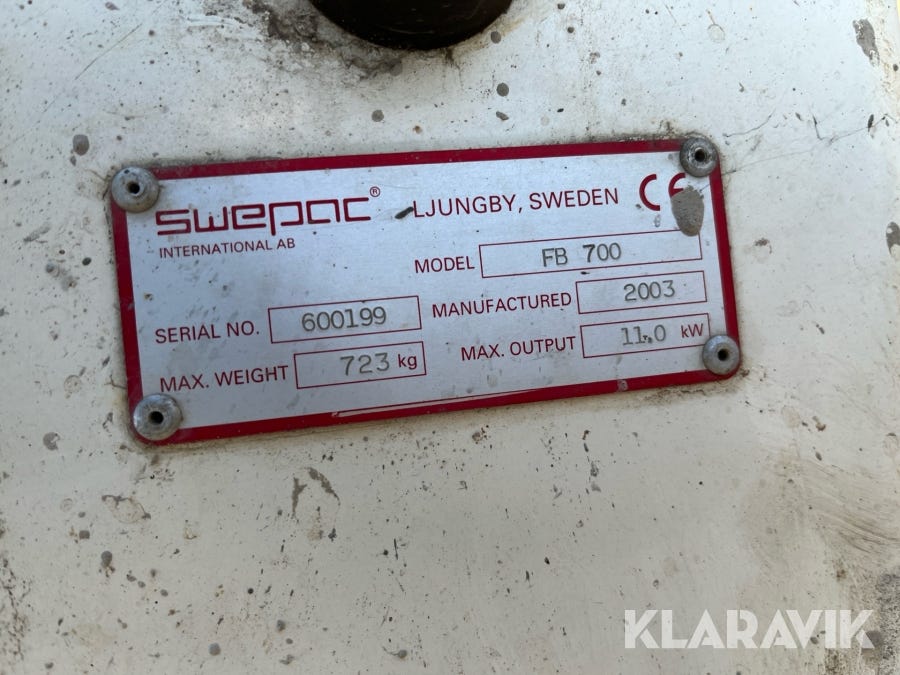 swepac® LJUNGBY, SWEDEN CE
INTERNATIONAL AB
MODEL FB 700
SERIAL NO. 600199 MANUFACTURED 2003
MAX. WEIGHT 723 kg MAX. OUTPUT 11.0 kW
KLARAVIK